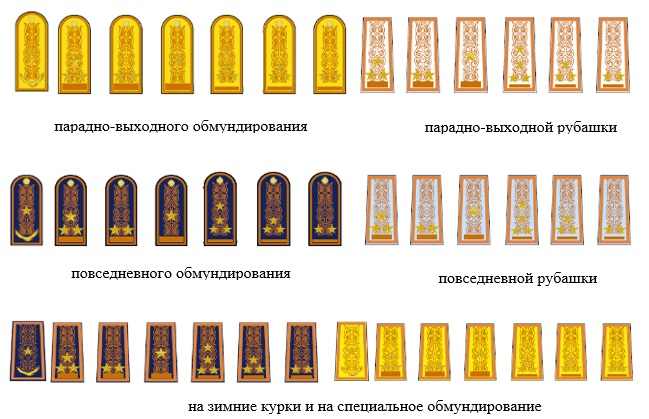 парадно-выходного обмундирования
парадно-выходной рубашки
повседневного обмундирования
повседневной рубашки
на зимние курки и на специальное обмундирование